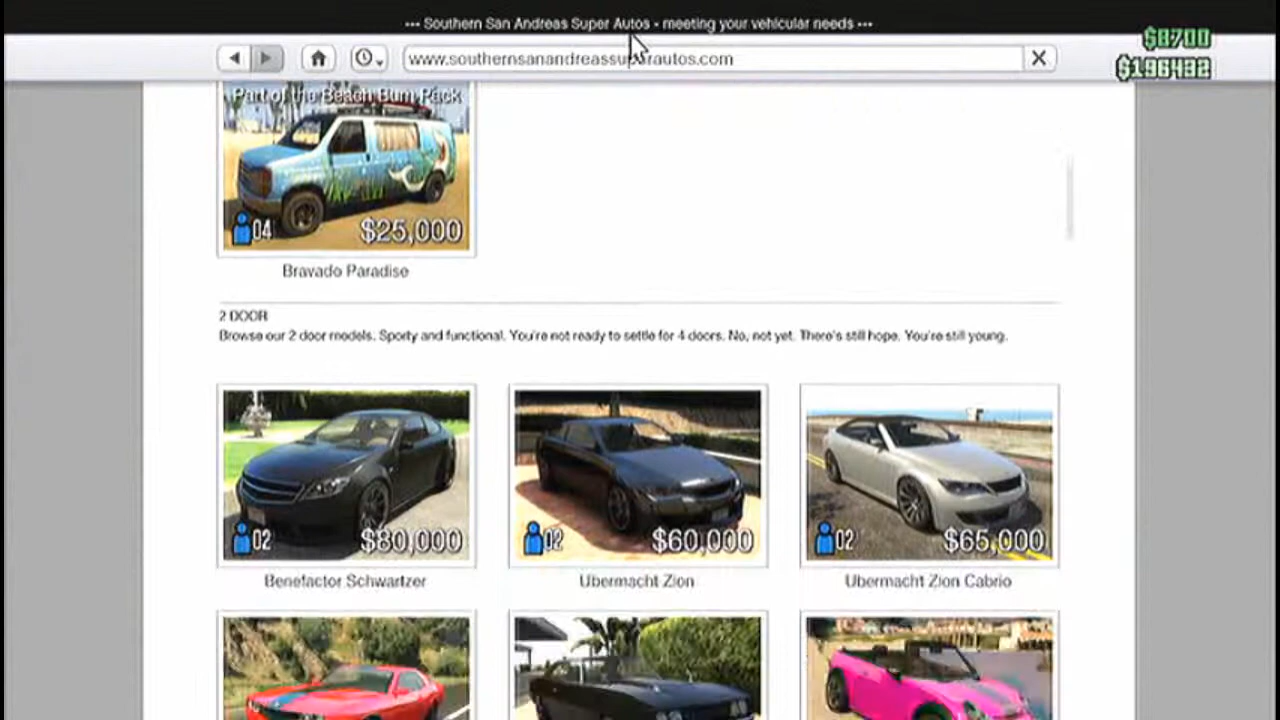 --- Southern San Andreas Super Autos - meeting your vehicular needs ---
www.southernsanandreassuperautos.com
$8700
$196432
Part of the Beach Bum Pack
04
$25,000
Bravado Paradise
2 DOOR
Browse our 2 door models. Sporty and functional. You're not ready to settle for 4 doors. No, not yet. There's still hope. You're still young.
02
$80,000
02
$60,000
02
$65,000
Benefactor Schwartzer
Ubermacht Zion
Ubermacht Zion Cabrio